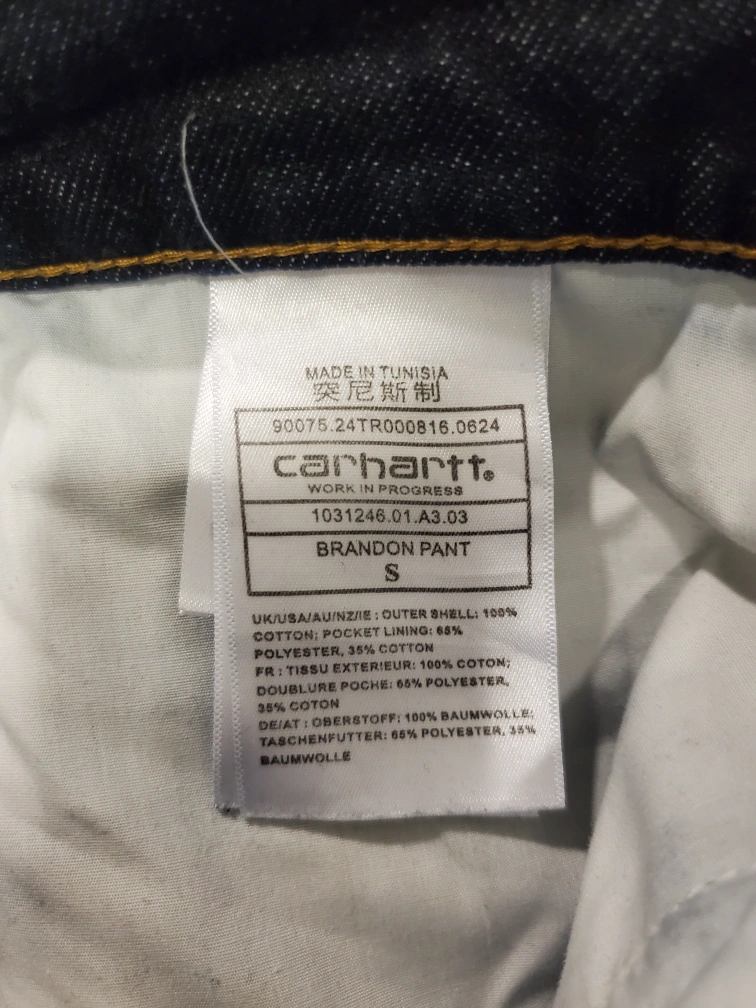 MADE IN TUNISIA
突尼斯制
90075.24TR000816.0624
carhartt®
WORK IN PROGRESS
1031246.01.A3.03
BRANDON PANT
S
UK/USA/AU/NZ/IE : OUTER SHELL: 100%
COTTON; POCKET LINING: 65%
POLYESTER, 35% COTTON
FR : TISSU EXTERIEUR: 100% COTON;
DOUBLURE POCHE: 65% POLYESTER,
35% COTON
DE/AT : OBERSTOFF: 100% BAUMWOLLE;
TASCHENFUTTER: 65% POLYESTER, 35%
BAUMWOLLE